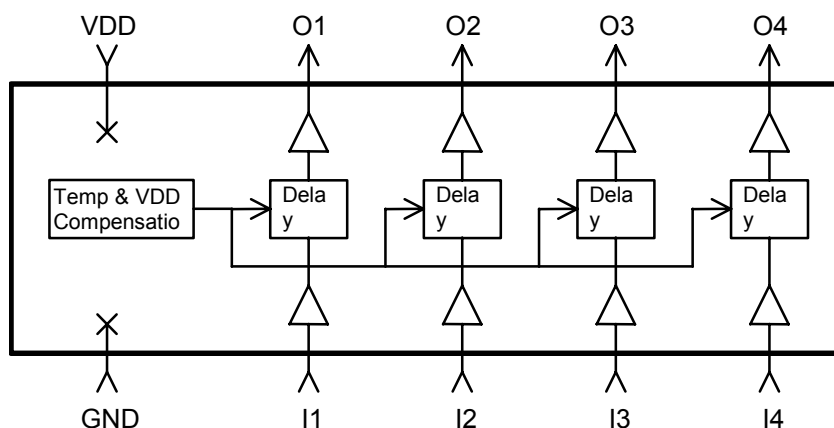 VDD O1 O2 O3 O4
Temp & VDD
Compensatio
Dela
y
Dela
y
Dela
y
Dela
y
GND I1 I2 I3 I4